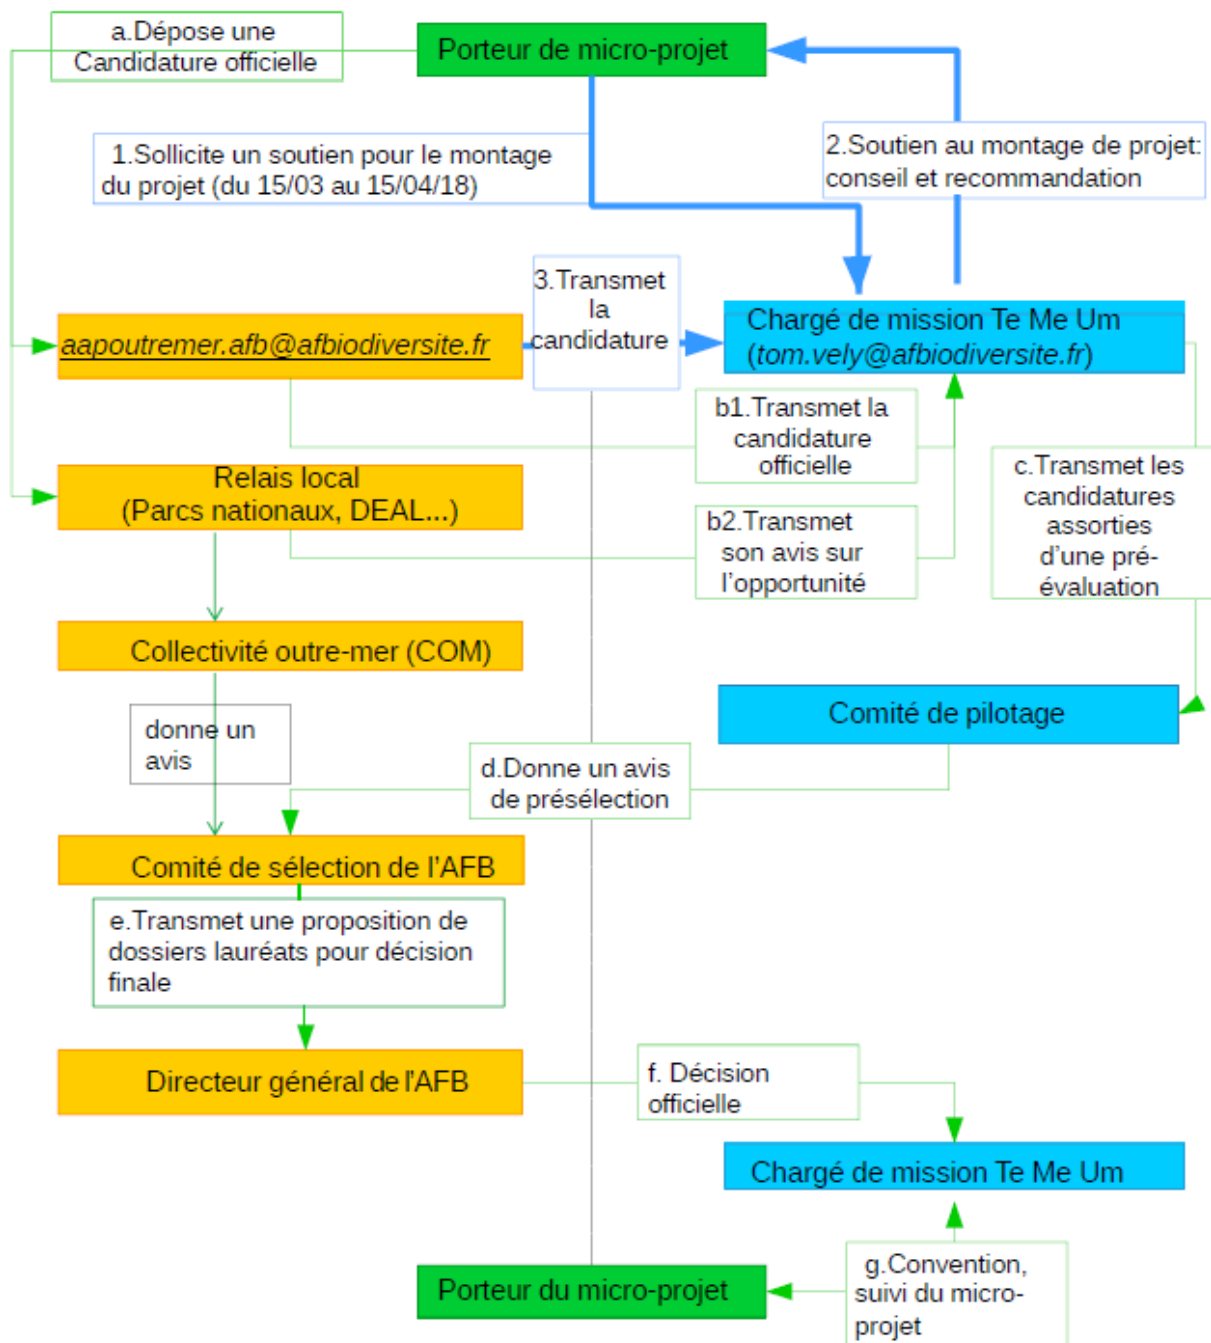 a.Dépose une
Candidature officielle
Porteur de micro-projet
1.Sollicite un soutien pour le montage
du projet (du 15/03 au 15/04/18)
2.Soutien au montage de projet:
conseil et recommandation
3.Transmet
la
candidature
aapoutremer.afb@afbiodiversite.fr
Chargé de mission Te Me Um
(tom.vely@afbiodiversite.fr)
b1.Transmet la
candidature
officielle
Relais local
(Parcs nationaux, DEAL...)
b2.Transmet
son avis sur
l'opportunité
c.Transmet les
candidatures
assorties
d'une pré-
évaluation
Collectivité outre-mer (COM)
donne un
avis
Comité de pilotage
d.Donne un avis
de présélection
Comité de sélection de l'AFB
e.Transmet une proposition de
dossiers lauréats pour décision
finale
Directeur général de l'AFB
f. Décision
officielle
Chargé de mission Te Me Um
Porteur du micro-projet
g.Convention,
suivi du micro-
projet